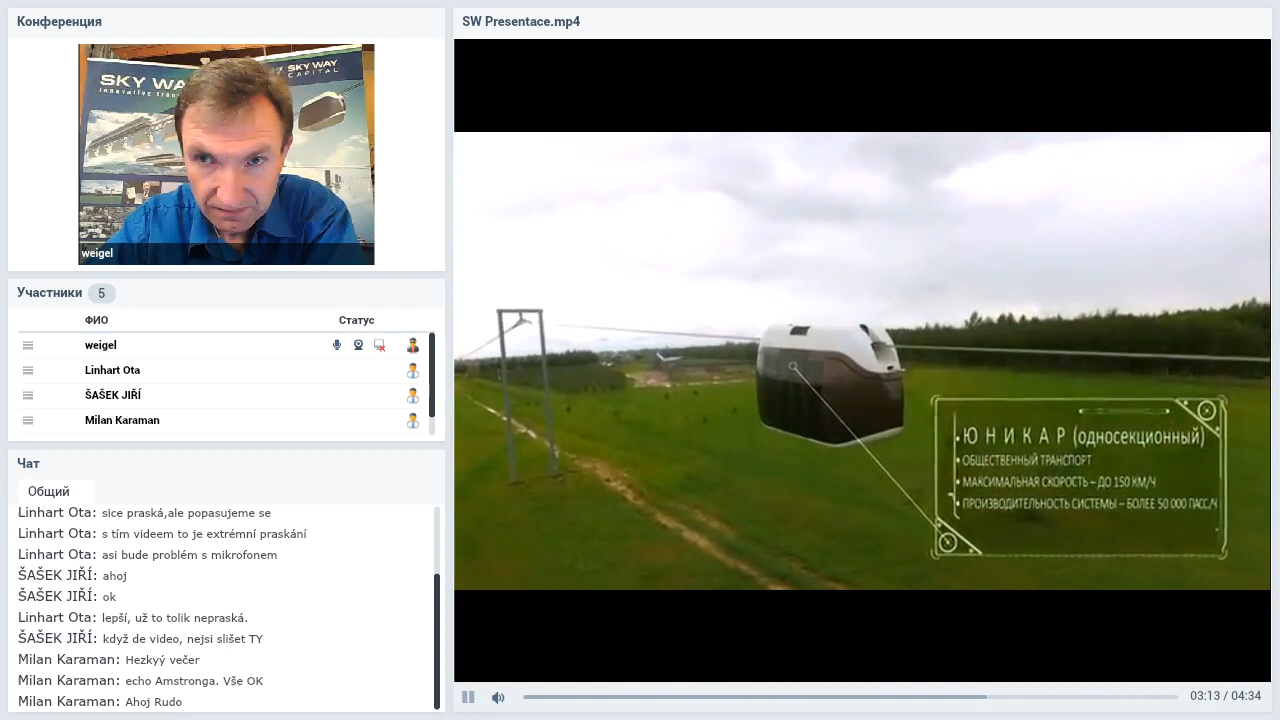 Конференция
SKY WA
innovative tran
SKY WAY
CAPITAL
weigel
Участники 5
ФИО Статус
weigel
Linhart Ota
ŠAŠEK JIŘÍ
Milan Karaman
Чат
Общий
Linhart Ota: sice praská,ale popasujeme se
Linhart Ota: s tím videem to je extrémní praskání
Linhart Ota: asi bude problém s mikrofonem
ŠAŠEK JIŘÍ: ahoj
ŠAŠEK JIŘÍ: ok
Linhart Ota: lepší, už to tolik nepraská.
ŠAŠEK JIŘÍ: když de video, nejsi slišet TY
Milan Karaman: Hezkyý večer
Milan Karaman: echo Amstronga. Vše OK
Milan Karaman: Ahoj Rudo
SW Presentace.mp4
• ЮНИКАР (односекционный)
• ОБЩЕСТВЕННЫЙ ТРАНСПОРТ
• МАКСИМАЛЬНАЯ СКОРОСТЬ – ДО 150 КМ/Ч
• ПРОИЗВОДИТЕЛЬНОСТЬ СИСТЕМЫ – БОЛЕЕ 50 000 ПАСС/Ч
03:13 / 04:34